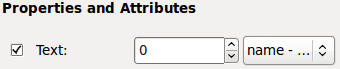 Properties and Attributes
Text: 0 name - ...